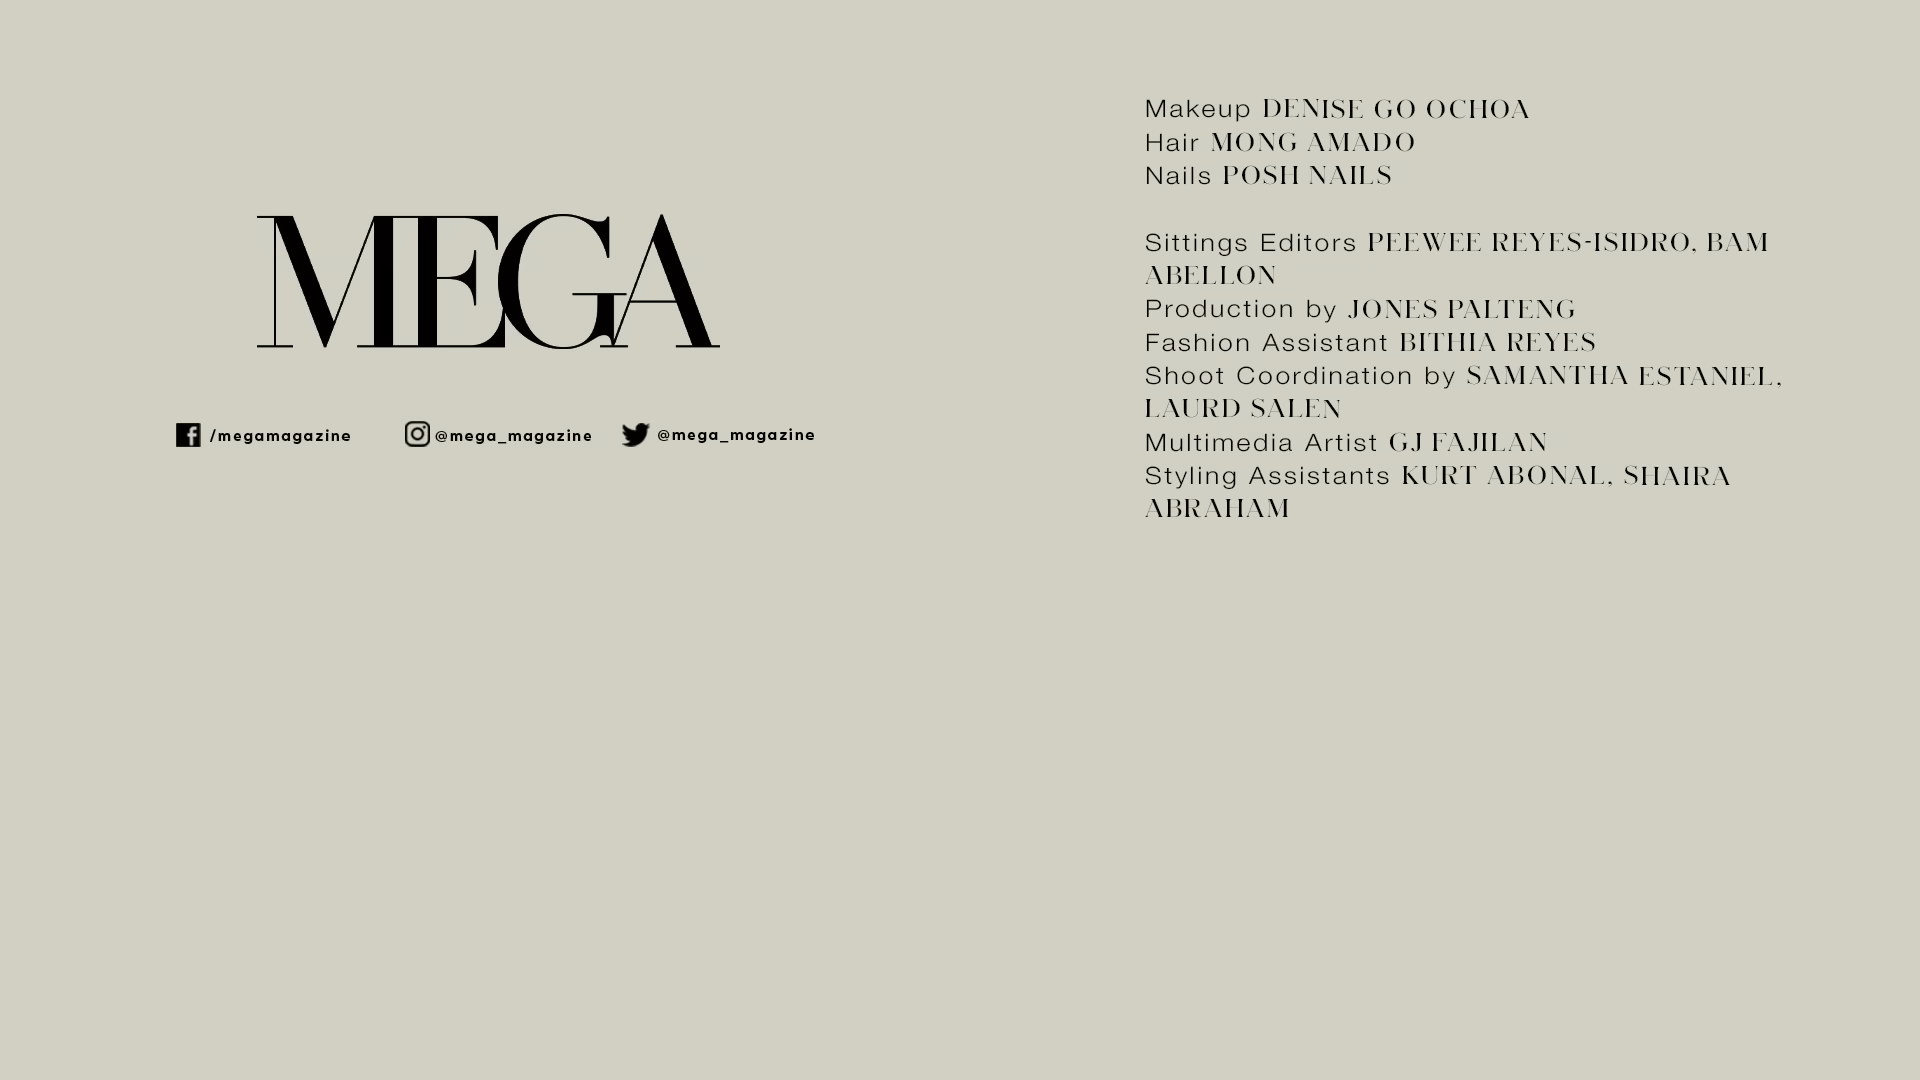 MEGA
/megamagazine
@mega_magazine
@mega_magazine
Makeup DENISE GO OCHOA
Hair MONG AMADO
Nails POSH NAILS
Sittings Editors PEEWEE REYES-ISIDRO, BAM
ABELLON
Production by JONES PALTENG
Fashion Assistant BITHIA REYES
Shoot Coordination by SAMANTHA ESTANIEL,
LAURD SALEN
Multimedia Artist GJ FAJILAN
Styling Assistants KURT ABONAL, SHAIRA
ABRAHAM